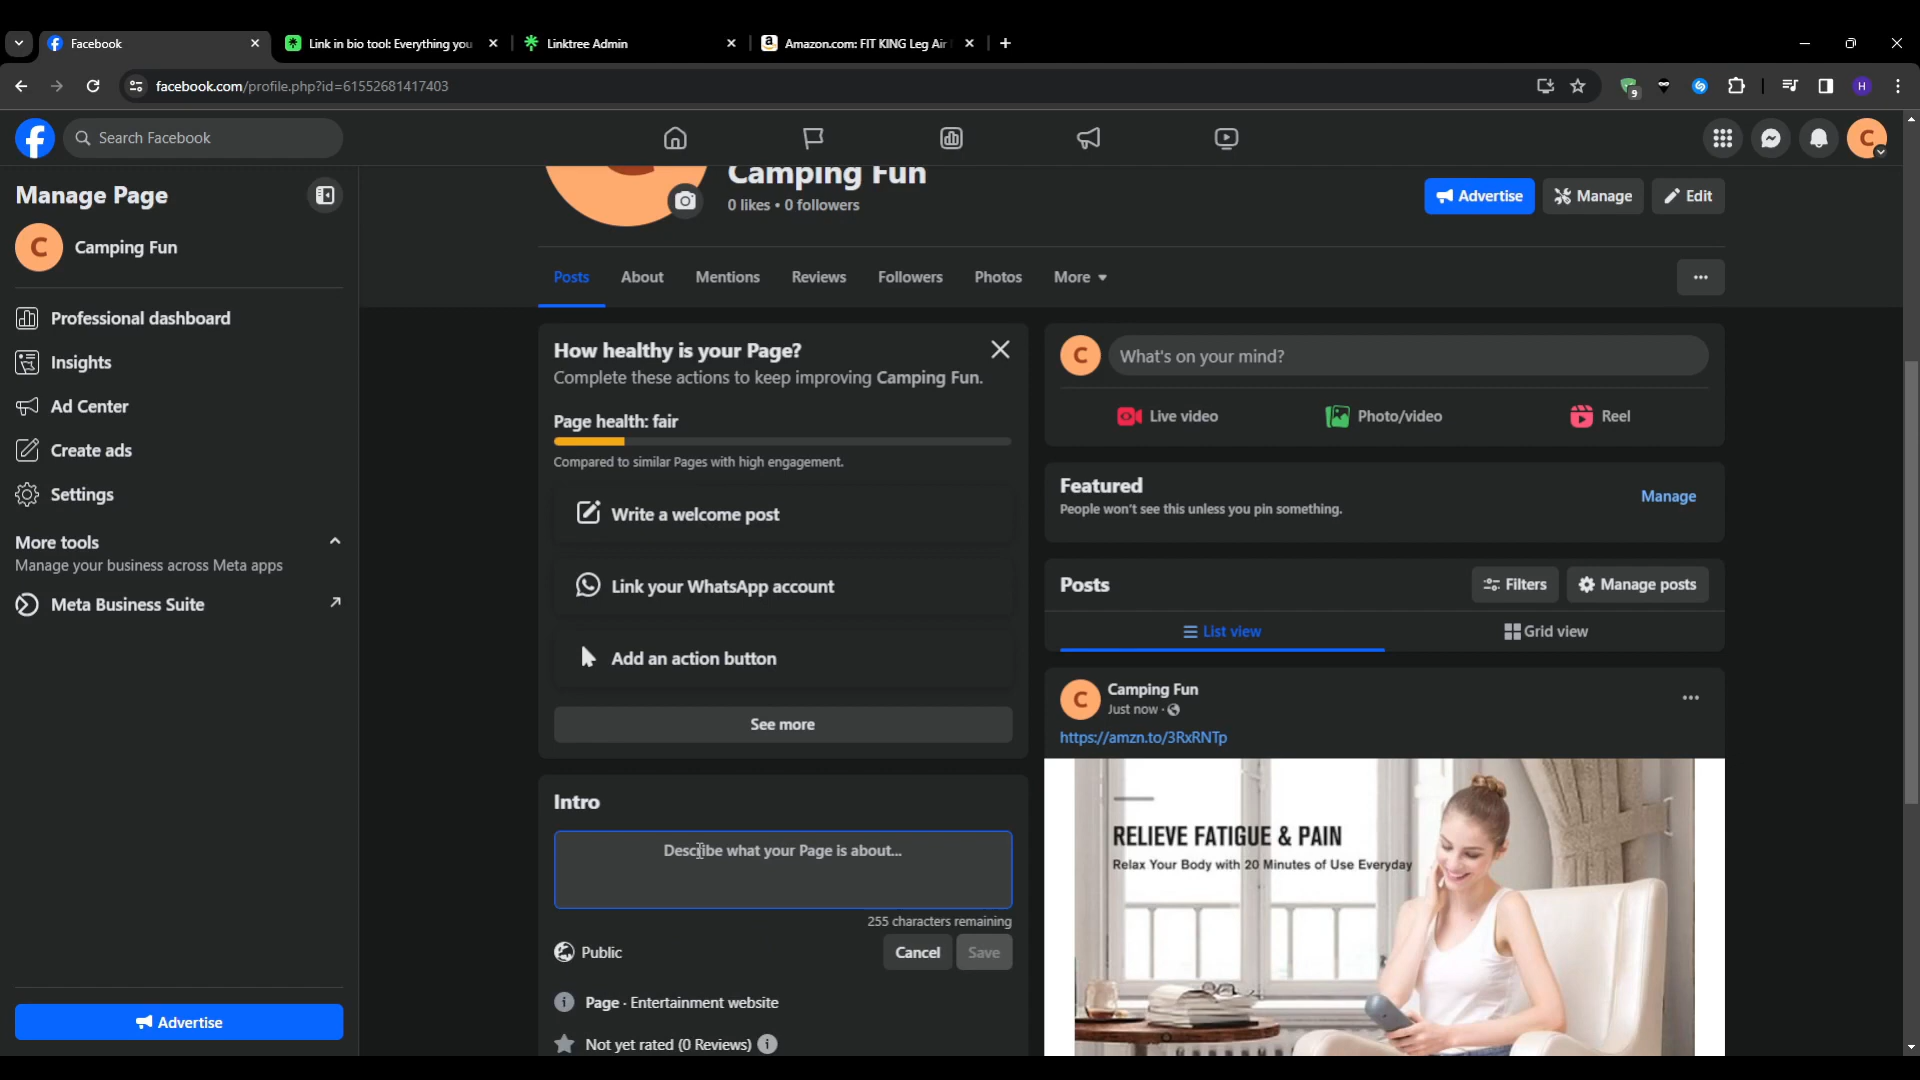 Facebook
Link in bio tool: Everything you
Linktree Admin
Amazon.com: FIT KING Leg Air
facebook.com/profile.php?id=61552681417403
9
H
Search Facebook
C
Manage Page
C Camping Fun
Professional dashboard
Insights
Ad Center
Create ads
Settings
More tools
Manage your business across Meta apps
Meta Business Suite
Advertise
Camping Fun
0 likes • 0 followers
Advertise
Manage
Edit
Posts
About
Mentions
Reviews
Followers
Photos
More
How healthy is your Page?
Complete these actions to keep improving Camping Fun.
Page health: fair
Compared to similar Pages with high engagement.
Write a welcome post
Link your WhatsApp account
Add an action button
See more
Intro
Describe what your Page is about...
255 characters remaining
Public
Cancel
Save
Page · Entertainment website
Not yet rated (0 Reviews)
C What's on your mind?
Live video
Photo/video
Reel
Featured
People won't see this unless you pin something.
Manage
Posts
Filters
Manage posts
List view
Grid view
C Camping Fun
Just now ·
https://amzn.to/3RxRNTp
RELIEVE FATIGUE & PAIN
Relax Your Body with 20 Minutes of Use Everyday